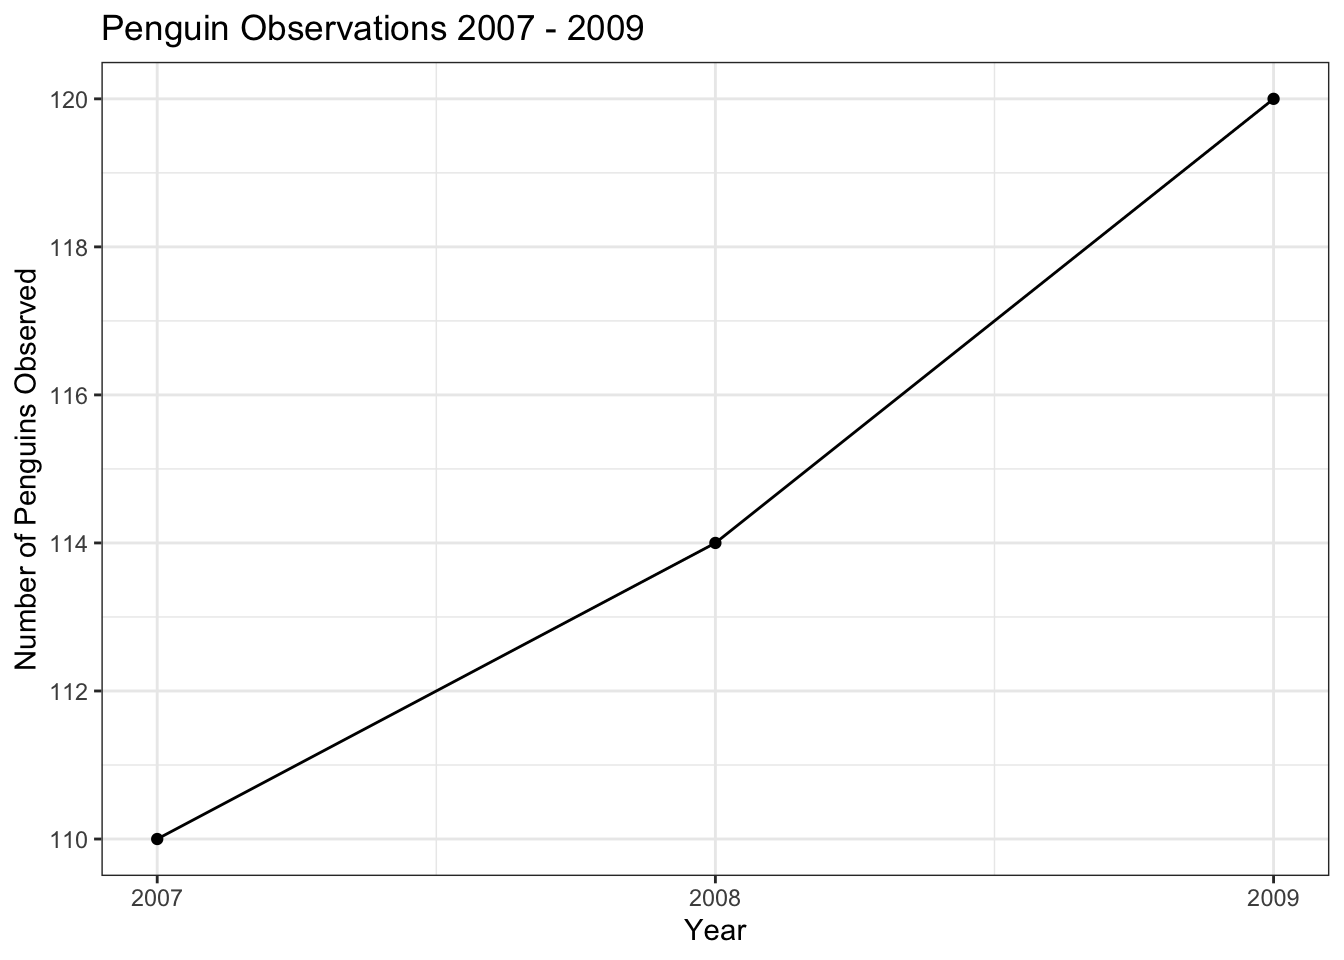 Penguin Observations 2007 - 2009
Number of Penguins Observed
120
118
116
114
112
110
2007 2008 2009
Year